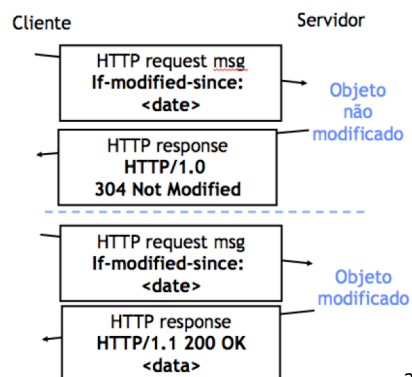 Cliente
Servidor
HTTP request msg
If-modified-since:
<date>
Objeto
não
modificado
HTTP response
HTTP/1.0
304 Not Modified
HTTP request msg
If-modified-since:
<date>
Objeto
modificado
HTTP response
HTTP/1.1 200 OK
<data>